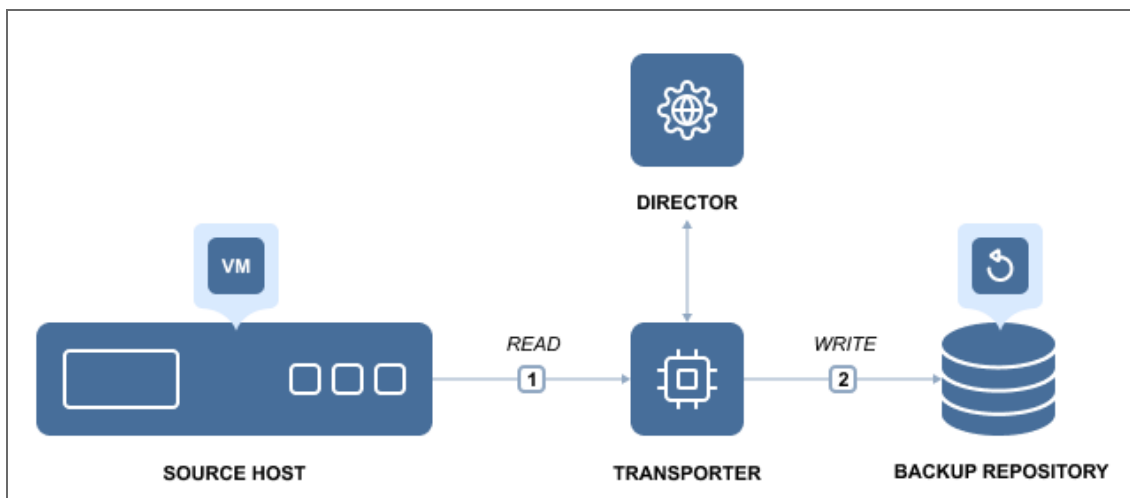 DIRECTOR
VM
READ
1
WRITE
2
SOURCE HOST
TRANSPORTER
BACKUP REPOSITORY